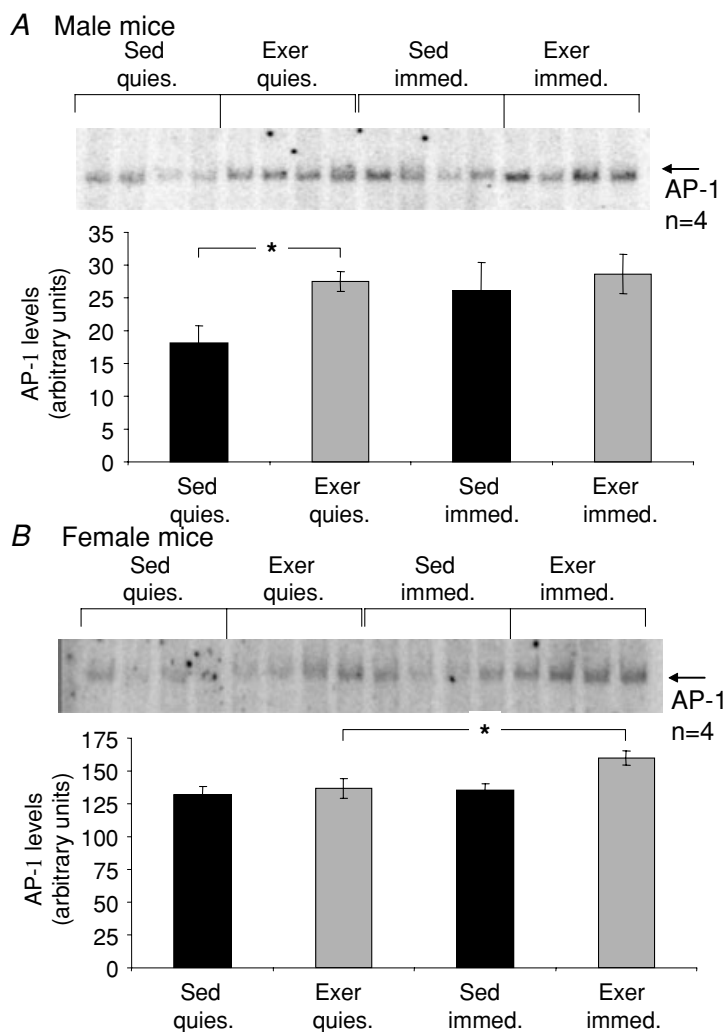 A Male mice
Sed Exer Sed Exer
quies. quies. immed. immed.
AP-1
n=4
AP-1 levels
(arbitrary units)
35
30
25
20
15
10
5
0
*
Sed Exer Sed Exer
quies. quies. immed. immed.
B Female mice
Sed Exer Sed Exer
quies. quies. immed. immed.
AP-1
n=4
AP-1 levels
(arbitrary units)
175
150
125
100
75
50
25
0
*
Sed Exer Sed Exer
quies. quies. immed. immed.